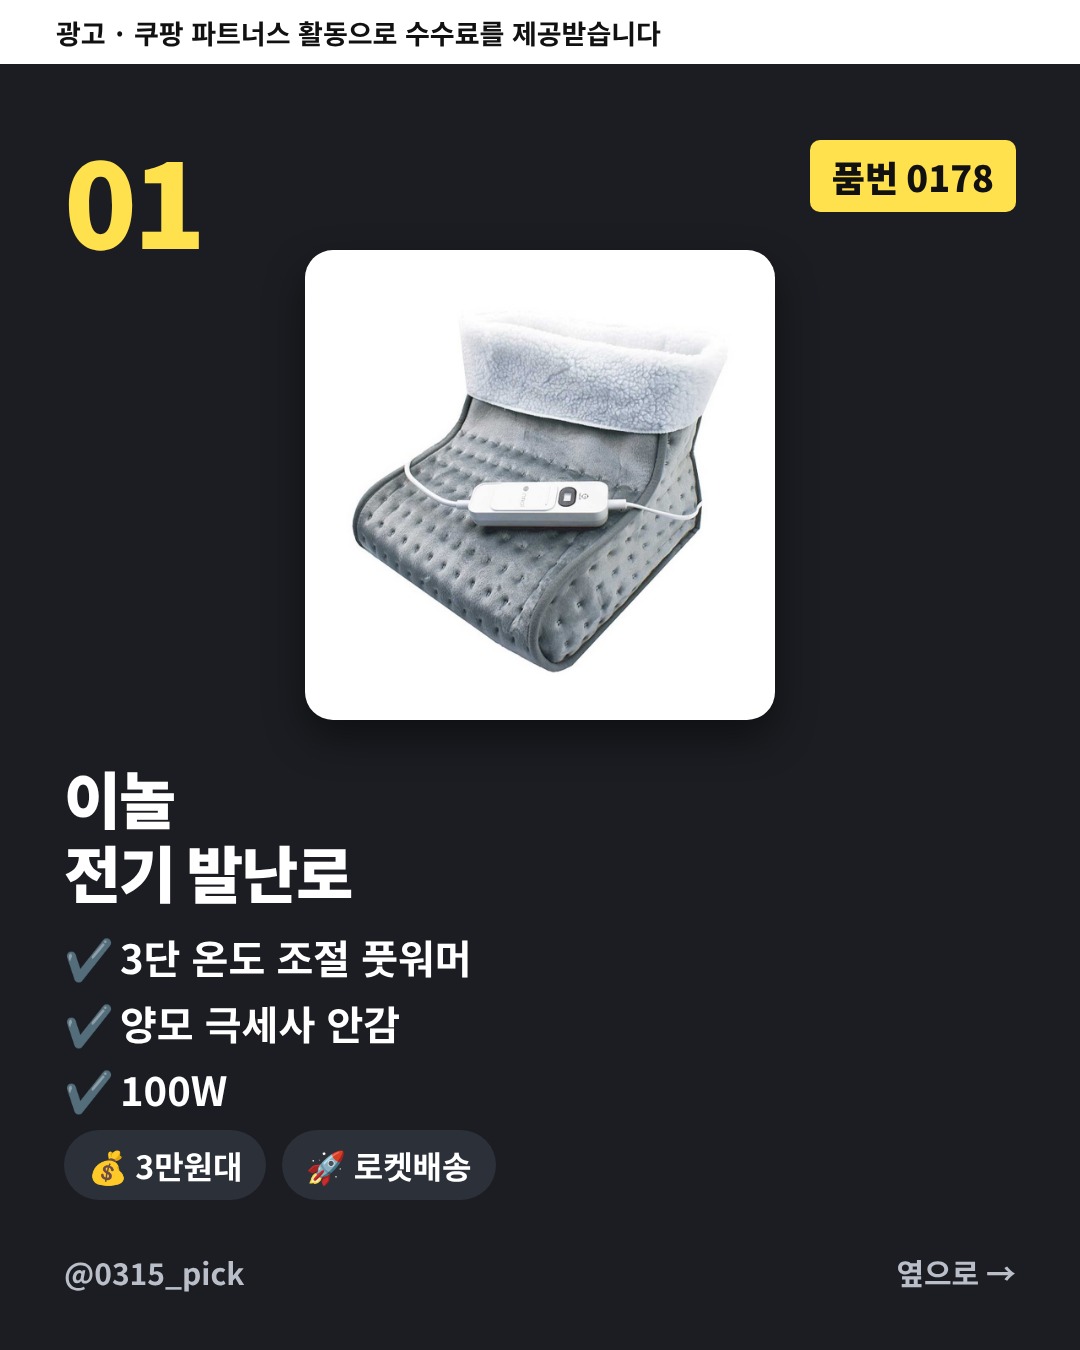 광고 · 쿠팡 파트너스 활동으로 수수료를 제공받습니다
01
품번 0178
이놀
전기 발난로
✔️ 3단 온도 조절 풋워머
✔️ 양모 극세사 안감
✔️ 100W
💰 3만원대
🚀 로켓배송
@0315_pick
옆으로 →